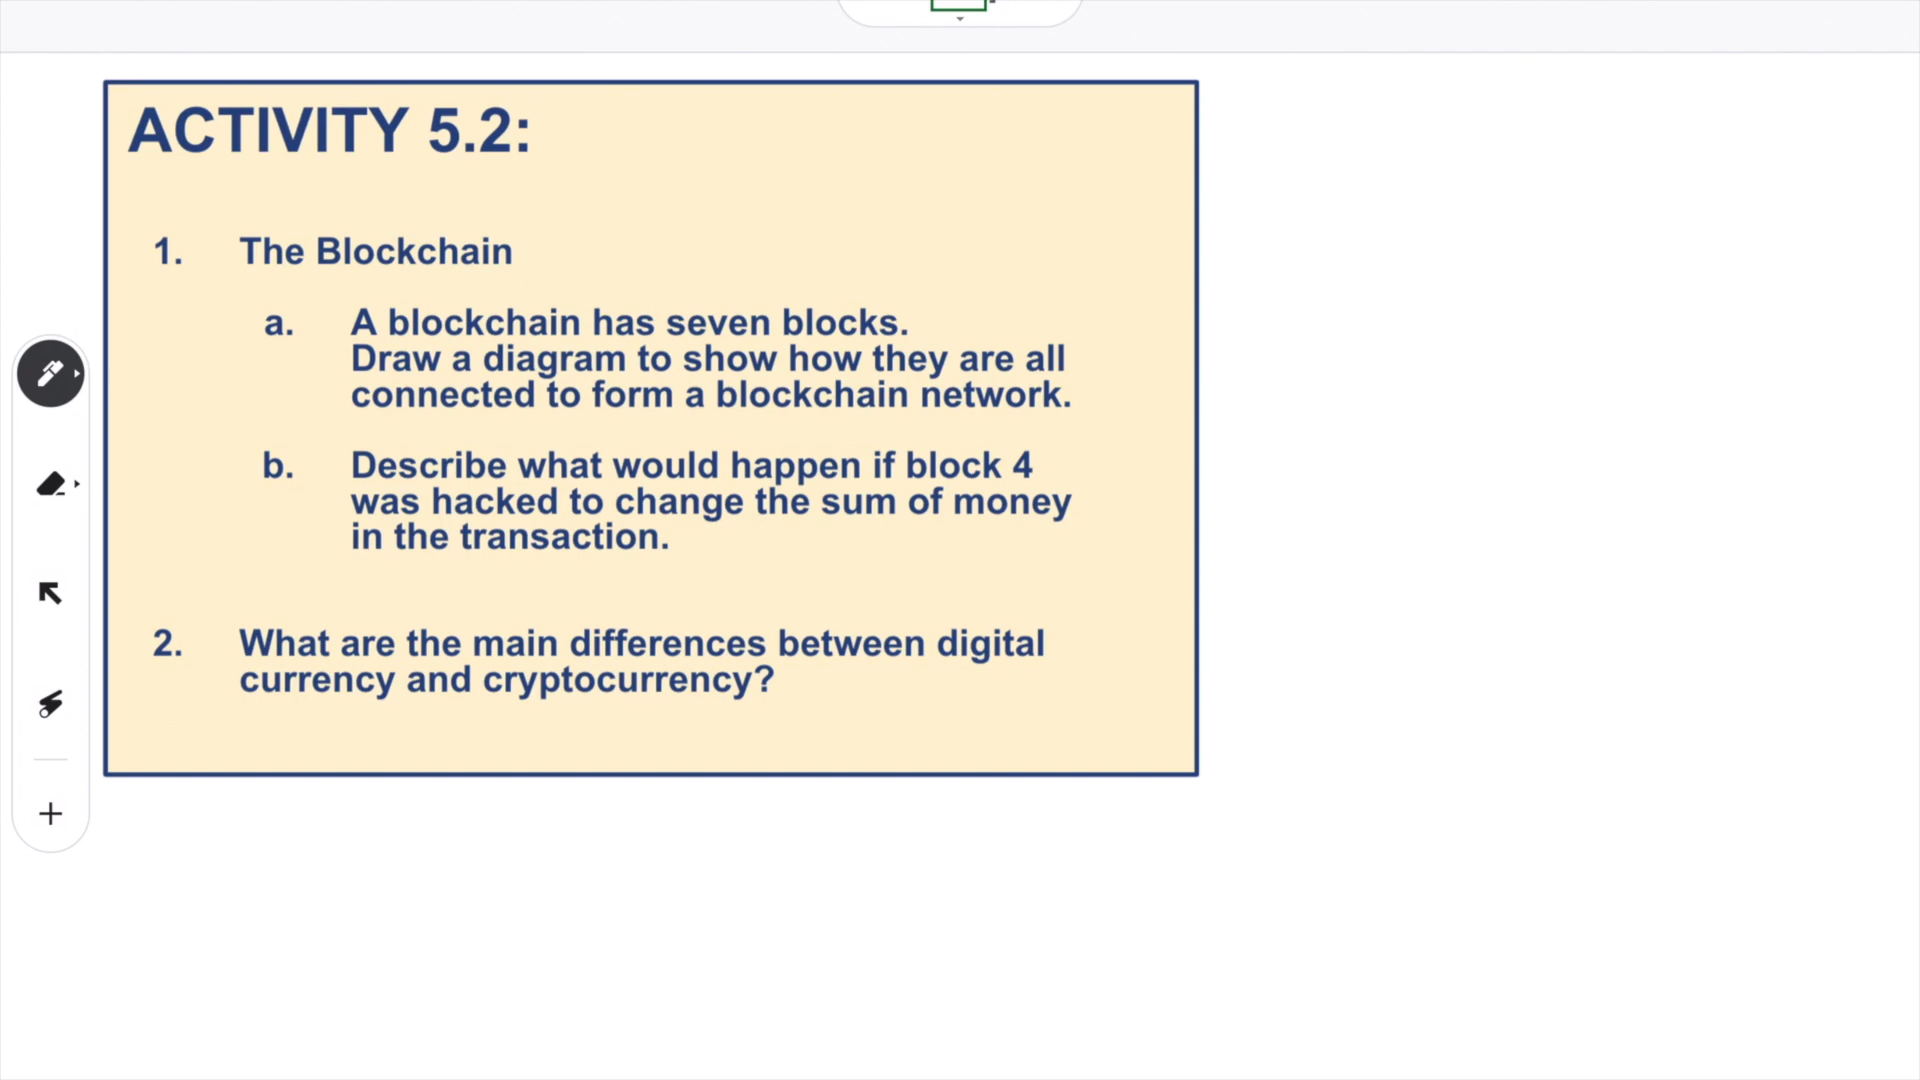 ACTIVITY 5.2:
1. The Blockchain
a. A blockchain has seven blocks.
Draw a diagram to show how they are all
connected to form a blockchain network.
b. Describe what would happen if block 4
was hacked to change the sum of money
in the transaction.
2. What are the main differences between digital
currency and cryptocurrency?